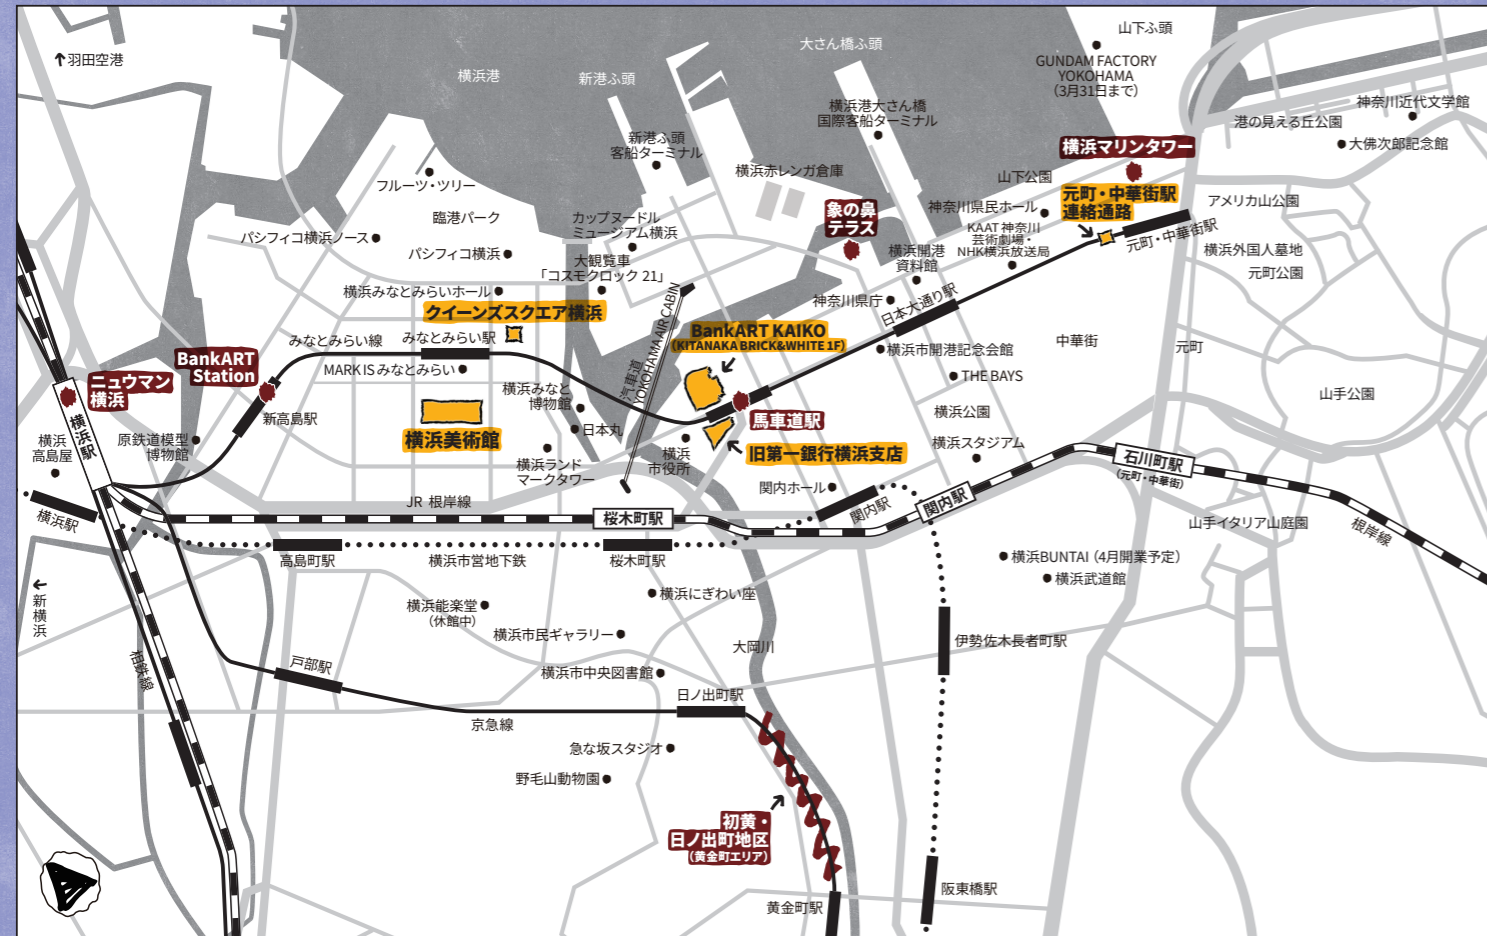 ↑羽田空港
横浜港
新港ふ頭
大さん橋ふ頭
山下ふ頭
GUNDAM FACTORY
YOKOHAMA
(3月31日まで)
横浜港大さん橋
国際客船ターミナル
神奈川近代文学館
港の見える丘公園
大佛次郎記念館
新港ふ頭
客船ターミナル
横浜マリンタワー
フルーツ・ツリー
横浜赤レンガ倉庫
山下公園
元町・中華街駅
連絡通路
アメリカ山公園
臨港パーク
カップヌードル
ミュージアム横浜
象の鼻
テラス
神奈川県民ホール
パシフィコ横浜ノース
パシフィコ横浜
KAAT 神奈川
芸術劇場・
NHK横浜放送局
元町・中華街駅
横浜外国人墓地
元町公園
大観覧車
「コスモクロック 21」
横浜開港
資料館
横浜みなとみらいホール
クイーンズスクエア横浜
神奈川県庁
日本大通り駅
みなとみらい線
みなとみらい駅
BankART KAIKO
(KITANAKA BRICK&WHITE 1F)
汽車道
YOKOHAMA AIR CABIN
横浜市開港記念会館
中華街
元町
BankART
Station
MARK IS みなとみらい
THE BAYS
ニュウマン
横浜
横浜みなと
博物館
山手公園
横浜駅
新高島駅
横浜美術館
日本丸
馬車道駅
横浜公園
横浜
高島屋
原鉄道模型
博物館
横浜ランド
マークタワー
横浜
市役所
旧第一銀行横浜支店
横浜スタジアム
石川町駅
(元町・中華街)
関内ホール
JR 根岸線
桜木町駅
関内駅
関内駅
横浜駅
山手イタリア山庭園
根岸線
高島町駅
横浜市営地下鉄
桜木町駅
横浜BUNTAI (4月開業予定)
横浜武道館
←新横浜
横浜能楽堂
(休館中)
横浜にぎわい座
横浜市民ギャラリー
大岡川
伊勢佐木長者町駅
相鉄線
戸部駅
横浜市中央図書館
日ノ出町駅
京急線
急な坂スタジオ
野毛山動物園
初黄・
日ノ出町地区
(黄金町エリア)
黄金町駅
阪東橋駅